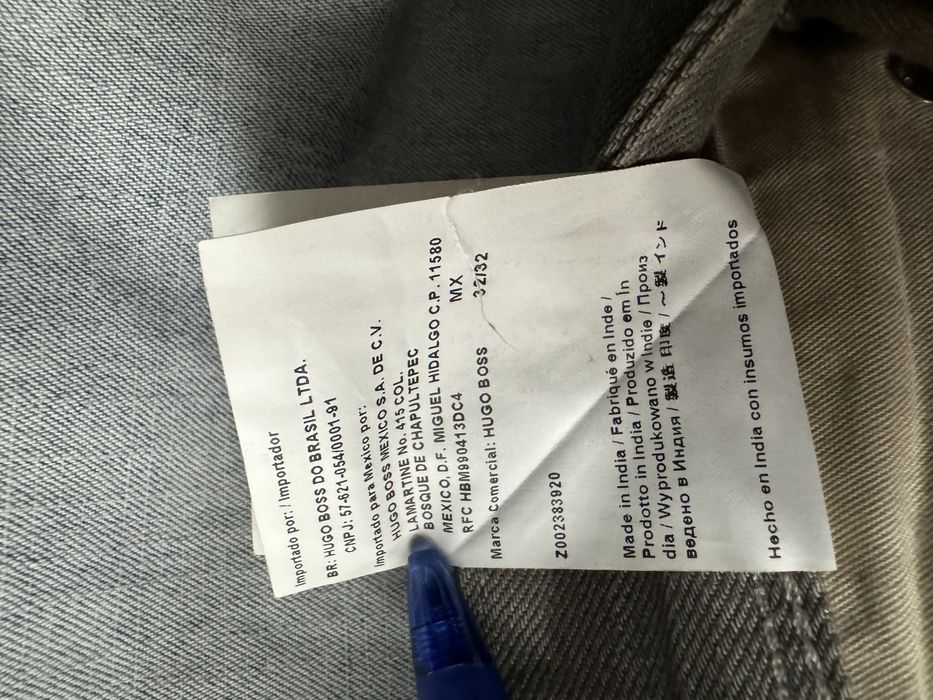 Importado por: / Importador
BR: HUGO BOSS DO BRASIL LTDA.
CNPJ: 57-621-054/0001-91
Importado para Mexico por:
HUGO BOSS MEXICO S.A. DE C.V.
LAMARTINE No. 415 COL.
BOSQUE DE CHAPULTEPEC
MEXICO, D.F. MIGUEL HIDALGO C.P. 11580
RFC HBM990413DC4 MX
Marca comercial: HUGO BOSS 32/32
Z002383920
Made in India / Fabriqué en Inde /
Prodotto in India / Produzido em Ín
dia / Wyprodukowano w Indie / Произ
ведено в Индия / 製造 印度 / ～製 インド
Hecho en India con insumos importados